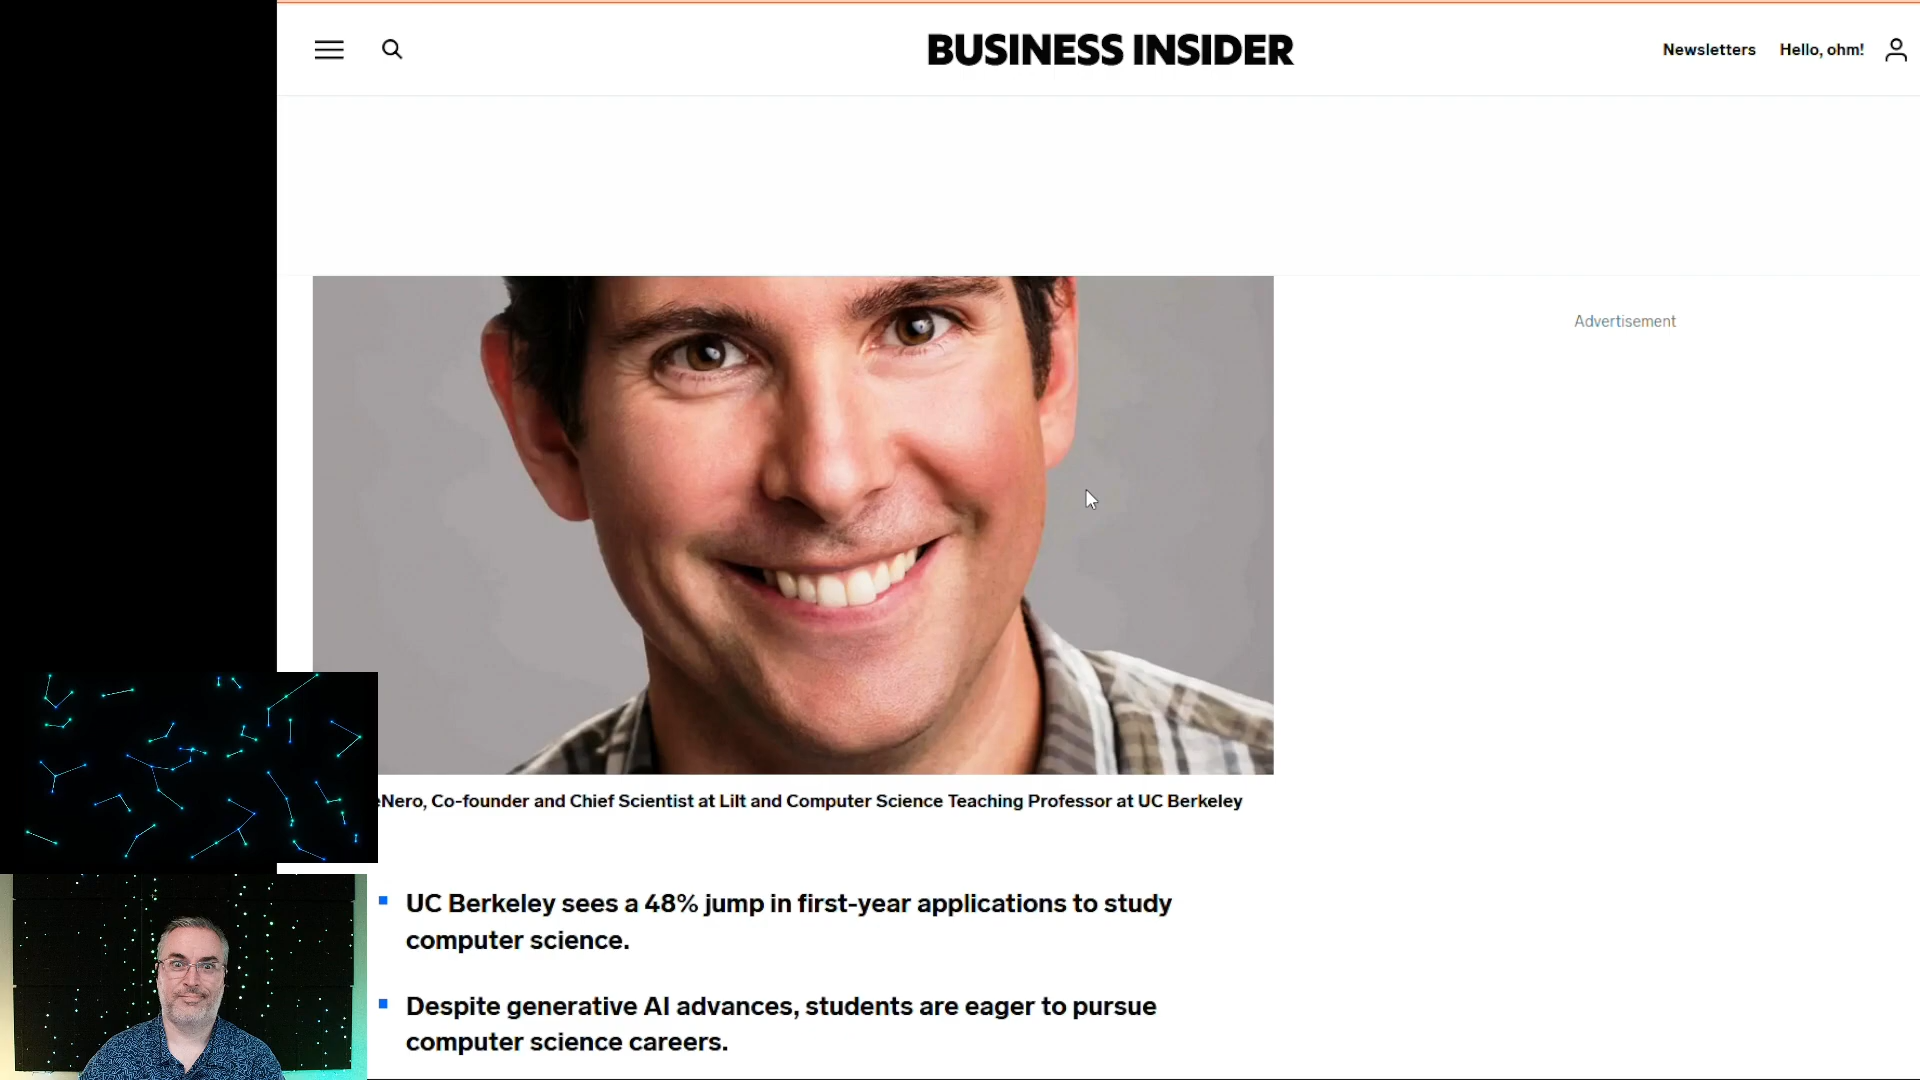 BUSINESS INSIDER
Newsletters
Hello, ohm!
Advertisement
eNero, Co-founder and Chief Scientist at Lilt and Computer Science Teaching Professor at UC Berkeley
UC Berkeley sees a 48% jump in first-year applications to study
computer science.
Despite generative AI advances, students are eager to pursue
computer science careers.